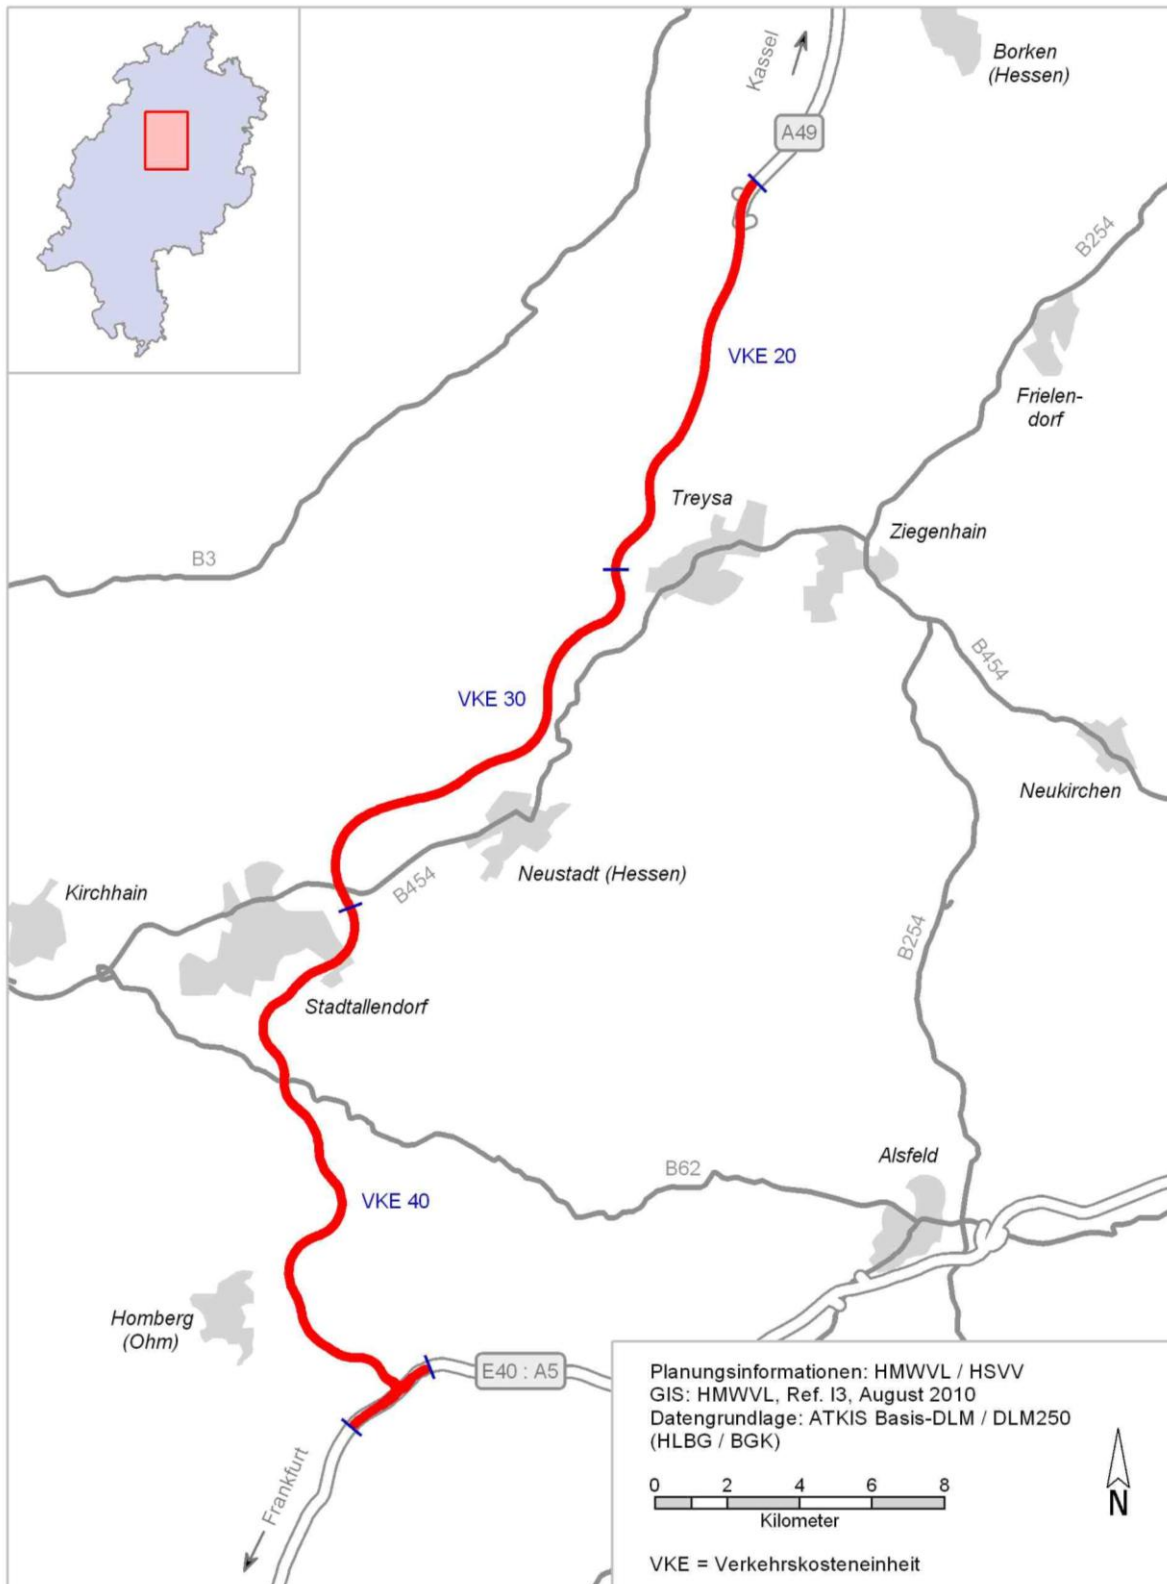 Kassel
Borken
(Hessen)
A49
B254
VKE 20
Frielen-
dorf
Treysa
Ziegenhain
B3
B454
VKE 30
Neukirchen
Neustadt (Hessen)
Kirchhain
B454
B254
Stadtallendorf
Alsfeld
B62
VKE 40
Homberg
(Ohm)
E40 : A5
Frankfurt
Planungsinformationen: HMWVL / HSVV
GIS: HMWVL, Ref. I3, August 2010
Datengrundlage: ATKIS Basis-DLM / DLM250
(HLBG / BGK)
0 2 4 6 8
Kilometer
N
VKE = Verkehrskosteneinheit